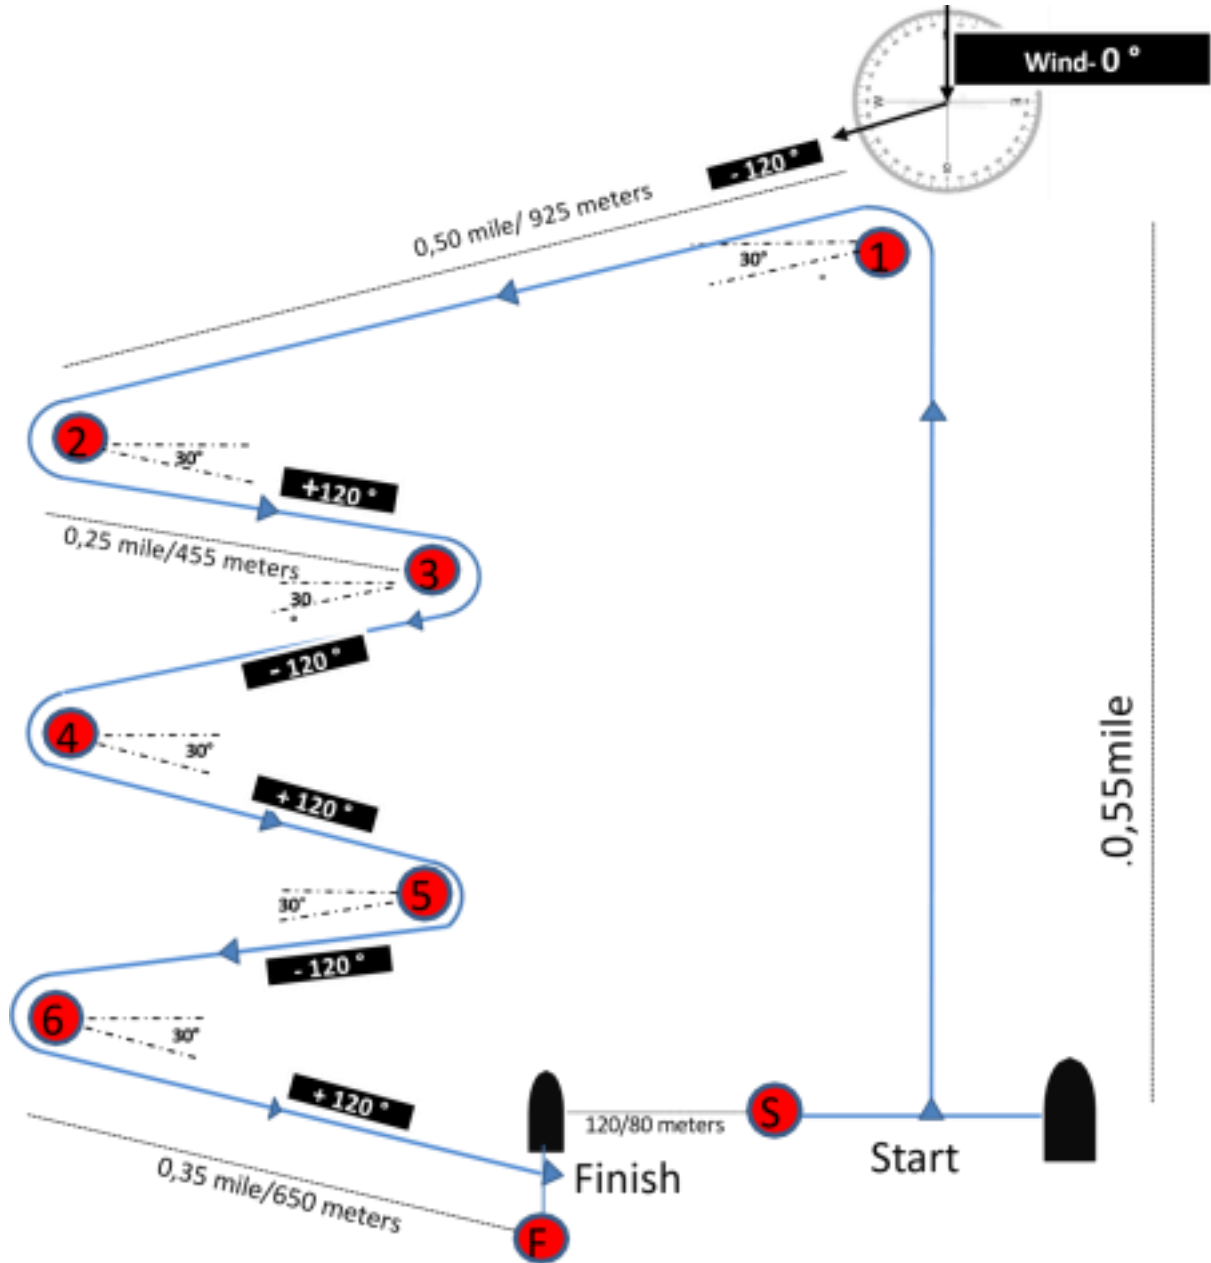 Wind- 0 °
W
E
S
- 120 °
0,50 mile/ 925 meters
1
30°
2
30°
+120 °
0,25 mile/455 meters
3
30
°
- 120 °
.0,55mile
4
30°
+ 120 °
5
30°
- 120 °
6
30°
+ 120 °
S
120/80 meters
Start
Finish
0,35 mile/650 meters
F